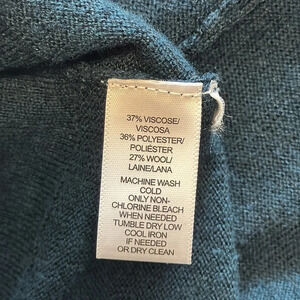 37% VISCOSE/
VISCOSA
36% POLYESTER/
POLIÉSTER
27% WOOL/
LAINE/LANA
MACHINE WASH
COLD
ONLY NON-
CHLORINE BLEACH
WHEN NEEDED
TUMBLE DRY LOW
COOL IRON
IF NEEDED
OR DRY CLEAN